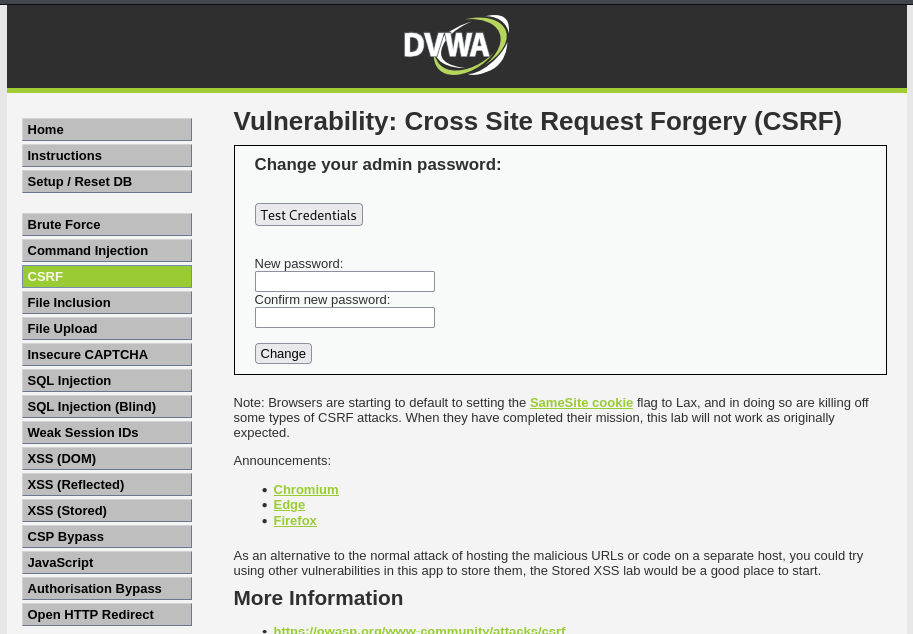 DVWA
Home
Instructions
Setup / Reset DB
Brute Force
Command Injection
CSRF
File Inclusion
File Upload
Insecure CAPTCHA
SQL Injection
SQL Injection (Blind)
Weak Session IDs
XSS (DOM)
XSS (Reflected)
XSS (Stored)
CSP Bypass
JavaScript
Authorisation Bypass
Open HTTP Redirect
Vulnerability: Cross Site Request Forgery (CSRF)
Change your admin password:
Test Credentials
New password:
Confirm new password:
Change
Note: Browsers are starting to default to setting the SameSite cookie flag to Lax, and in doing so are killing off
some types of CSRF attacks. When they have completed their mission, this lab will not work as originally
expected.
Announcements:
• Chromium
• Edge
• Firefox
As an alternative to the normal attack of hosting the malicious URLs or code on a separate host, you could try
using other vulnerabilities in this app to store them, the Stored XSS lab would be a good place to start.
More Information
• https://owasp.org/www-community/attacks/csrf